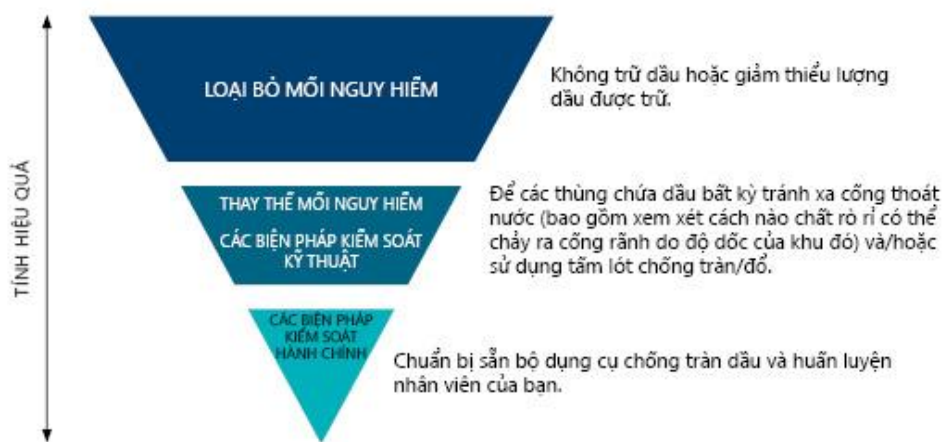 TÍNH HIỆU QUẢ
LOẠI BỎ MỐI NGUY HIỂM
Không trữ dầu hoặc giảm thiểu lượng
dầu được trữ.
THAY THẾ MỐI NGUY HIỂM
CÁC BIỆN PHÁP KIỂM SOÁT
KỸ THUẬT
Để các thùng chứa dầu bất kỳ tránh xa cống thoát
nước (bao gồm xem xét cách nào chất rò rỉ có thể
chảy ra cống rãnh do độ dốc của khu đó) và/hoặc
sử dụng tấm lót chống tràn/đổ.
CÁC BIỆN PHÁP
KIỂM SOÁT
HÀNH CHÍNH
Chuẩn bị sẵn bộ dụng cụ chống tràn dầu và huấn luyện
nhân viên của bạn.